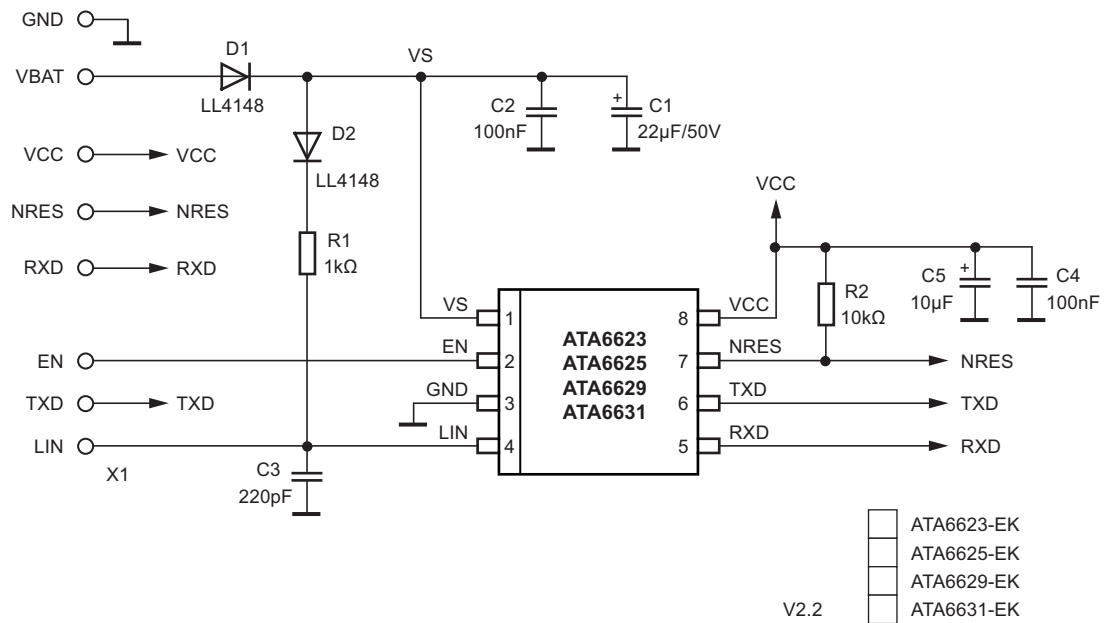 GND
D1
VS
VBAT
LL4148
C2
100nF
+
C1
22µF/50V
D2
LL4148
VCC
VCC
NRES
NRES
RXD
RXD
R1
1kΩ
VCC
R2
10kΩ
C5
10µF
+
C4
100nF
VS
1
8
VCC
EN
EN
2
7
NRES
NRES
TXD
TXD
GND
3
6
TXD
TXD
LIN
LIN
4
5
RXD
RXD
ATA6623
ATA6625
ATA6629
ATA6631
X1
C3
220pF
ATA6623-EK
ATA6625-EK
ATA6629-EK
V2.2
ATA6631-EK